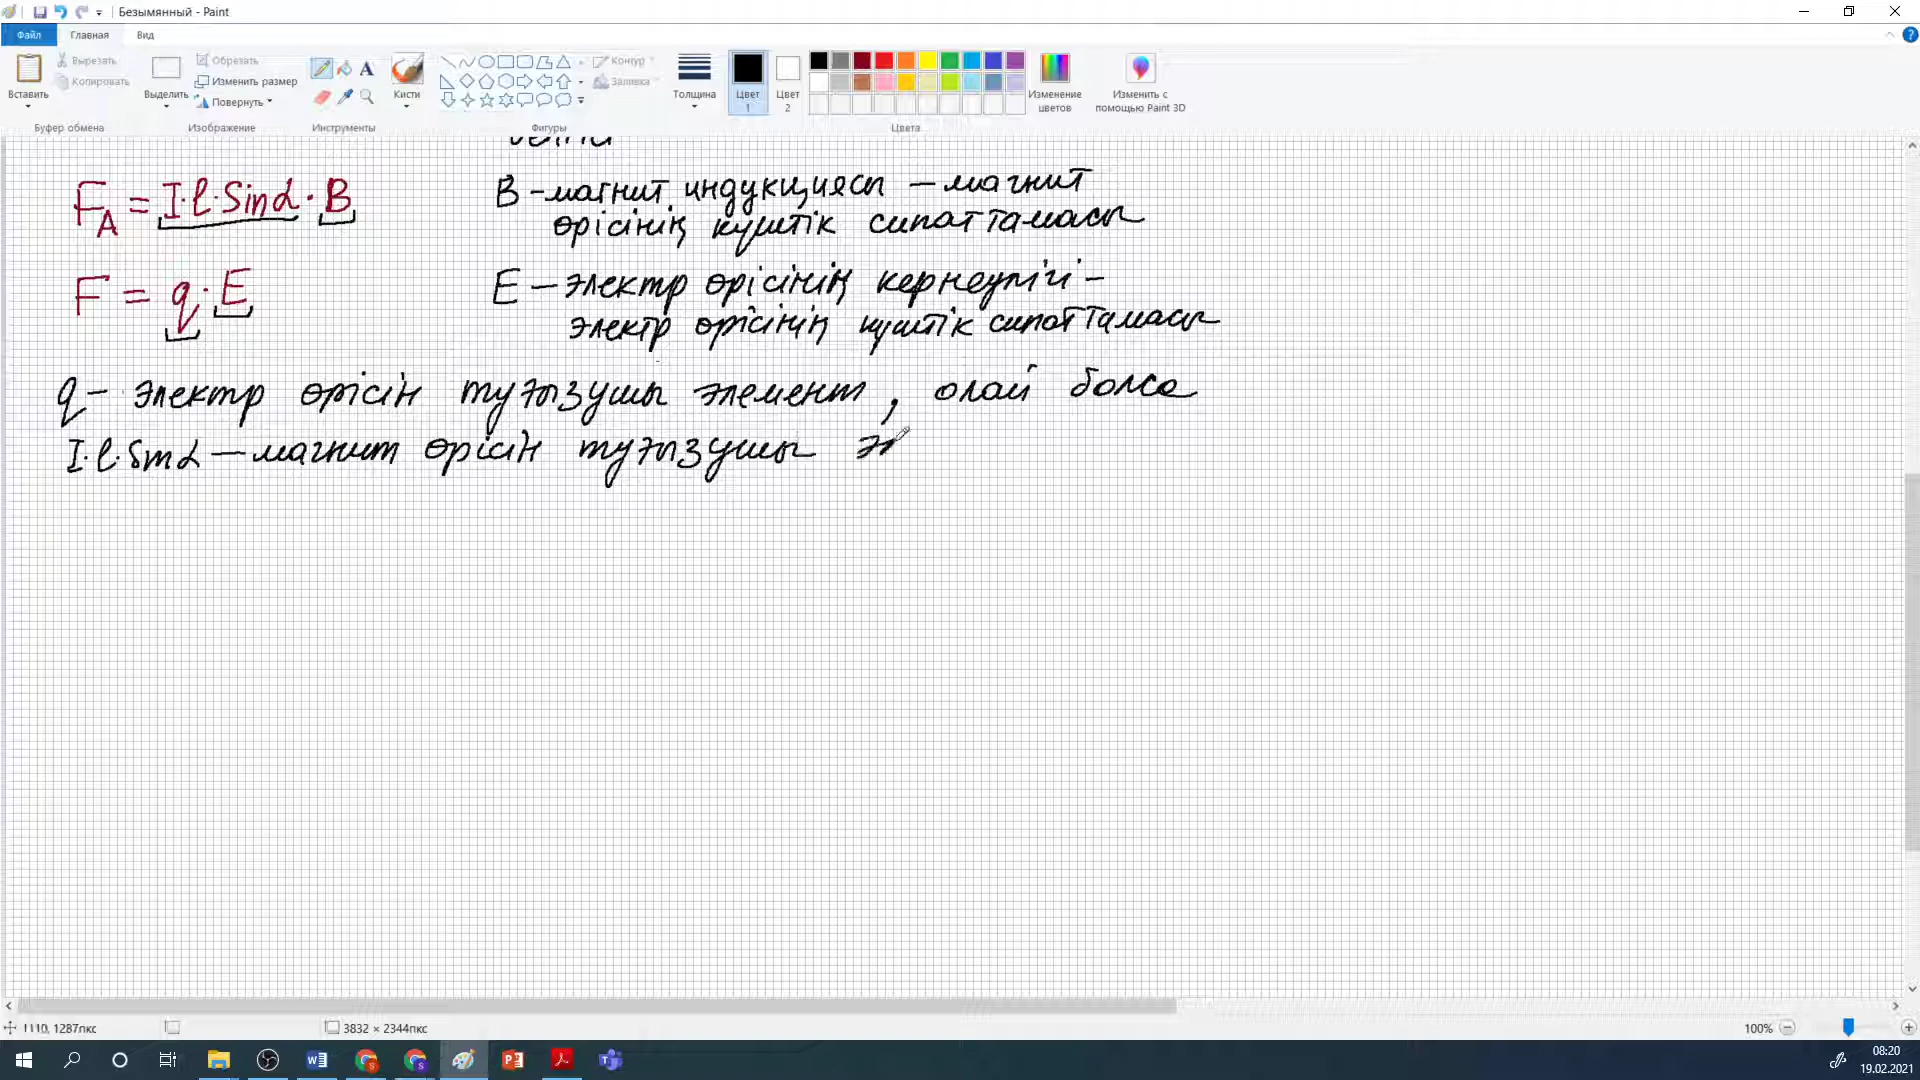 Безымянный - Paint
Файл Главная Вид
Вставить
Вырезать
Копировать
Буфер обмена
Выделить
Обрезать
Изменить размер
Повернуть
Изображение
Инструменты
Кисти
Фигуры
Контур
Заливка
Толщина
Цвет 1
Цвет 2
Цвета
Изменение цветов
Изменить с помощью Paint 3D
F_A = I·l·Sinα · B
B – магнит индукциясы – магнит
өрісінің күштік сипаттамасы
F = q · E
E – электр өрісінің кернеулігі –
электр өрісінің күштік сипаттамасы
q – электр өрісін туғызушы элемент, олай болса
I·l·Sinα – магнит өрісін туғызушы эл
1110, 1287пкс
3832 × 2344пкс
100%
08:20
19.02.2021